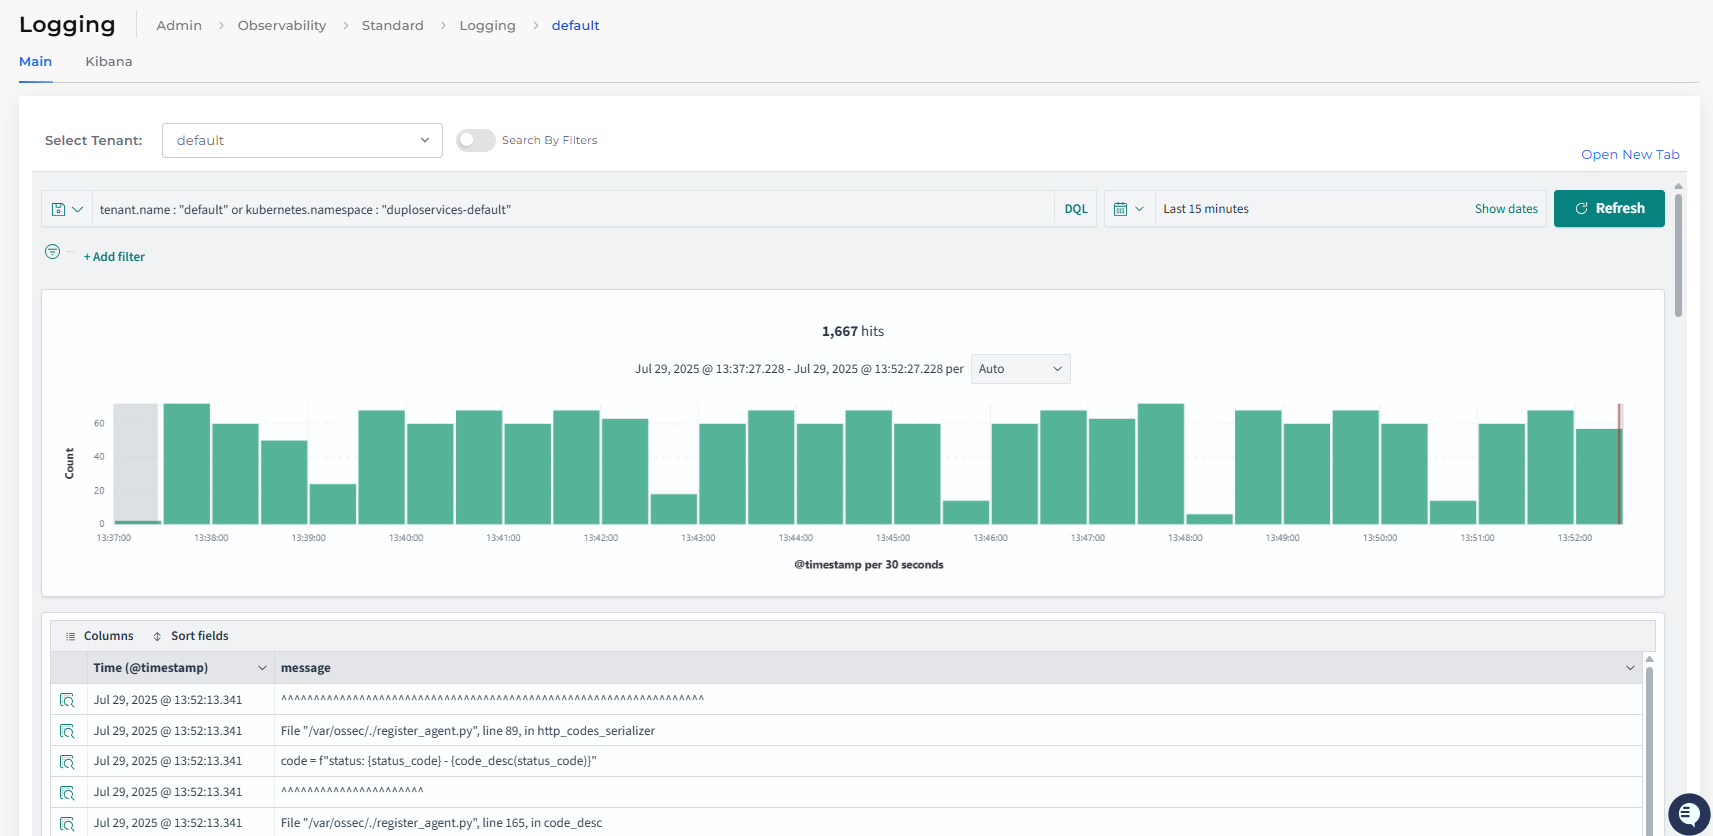 Logging Admin > Observability > Standard > Logging > default
Main Kibana
Select Tenant: default Search By Filters
Open New Tab
tenant.name : "default" or kubernetes.namespace : "duploservices-default" DQL Last 15 minutes Show dates Refresh
+ Add filter
1,667 hits
Jul 29, 2025 @ 13:37:27.228 - Jul 29, 2025 @ 13:52:27.228 per Auto
Count
60
40
20
0
13:37:00 13:38:00 13:39:00 13:40:00 13:41:00 13:42:00 13:43:00 13:44:00 13:45:00 13:46:00 13:47:00 13:48:00 13:49:00 13:50:00 13:51:00 13:52:00
@timestamp per 30 seconds
Columns Sort fields
Time (@timestamp) message
Jul 29, 2025 @ 13:52:13.341 ^^^^^^^^^^^^^^^^^^^^^^^^^^^^^^^^^^^^^^^^^^^^^^^^^^^^^^^^^^^^^^^^^
Jul 29, 2025 @ 13:52:13.341 File "/var/ossec/./register_agent.py", line 89, in http_codes_serializer
Jul 29, 2025 @ 13:52:13.341 code = f"status: {status_code} - {code_desc(status_code)}"
Jul 29, 2025 @ 13:52:13.341 ^^^^^^^^^^^^^^^^^^^^^^
Jul 29, 2025 @ 13:52:13.341 File "/var/ossec/./register_agent.py", line 165, in code_desc